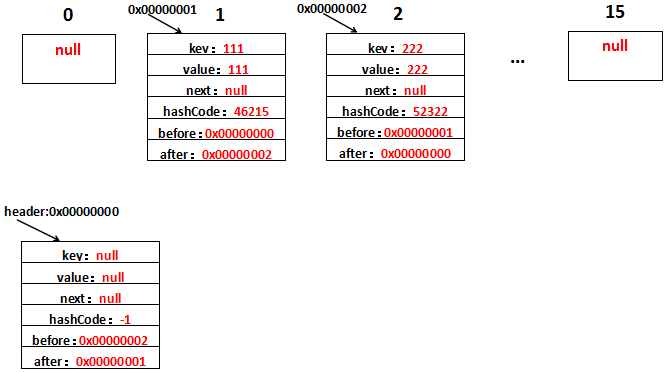 0
1
2
15
0x00000001
0x00000002
null
key：111
value：111
next：null
hashCode：46215
before:0x00000000
after：0x00000002
key：222
value：222
next：null
hashCode：52322
before：0x00000001
after：0x00000000
...
null
header:0x00000000
key：null
value：null
next：null
hashCode：-1
before:0x00000002
after：0x00000001